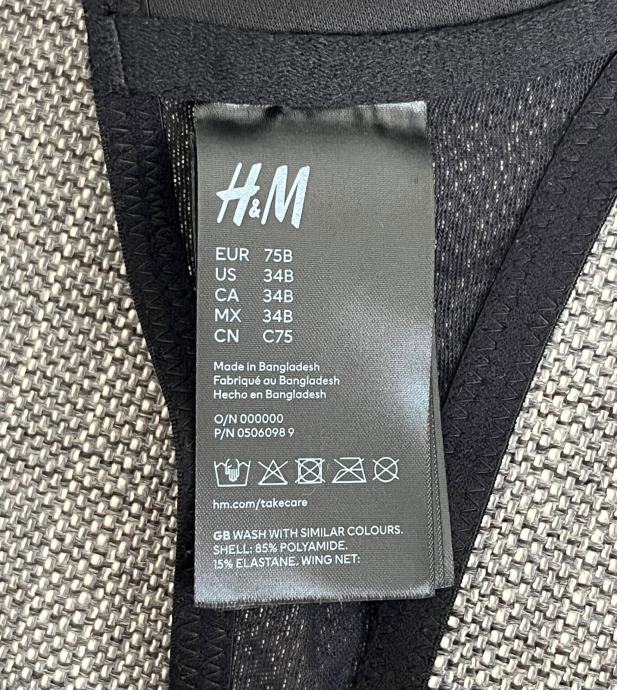 H&M
EUR 75B
US 34B
CA 34B
MX 34B
CN C75
Made in Bangladesh
Fabriqué au Bangladesh
Hecho en Bangladesh
O/N 000000
P/N 0506098 9
hm.com/takecare
GB WASH WITH SIMILAR COLOURS.
SHELL: 85% POLYAMIDE.
15% ELASTANE. WING NET: